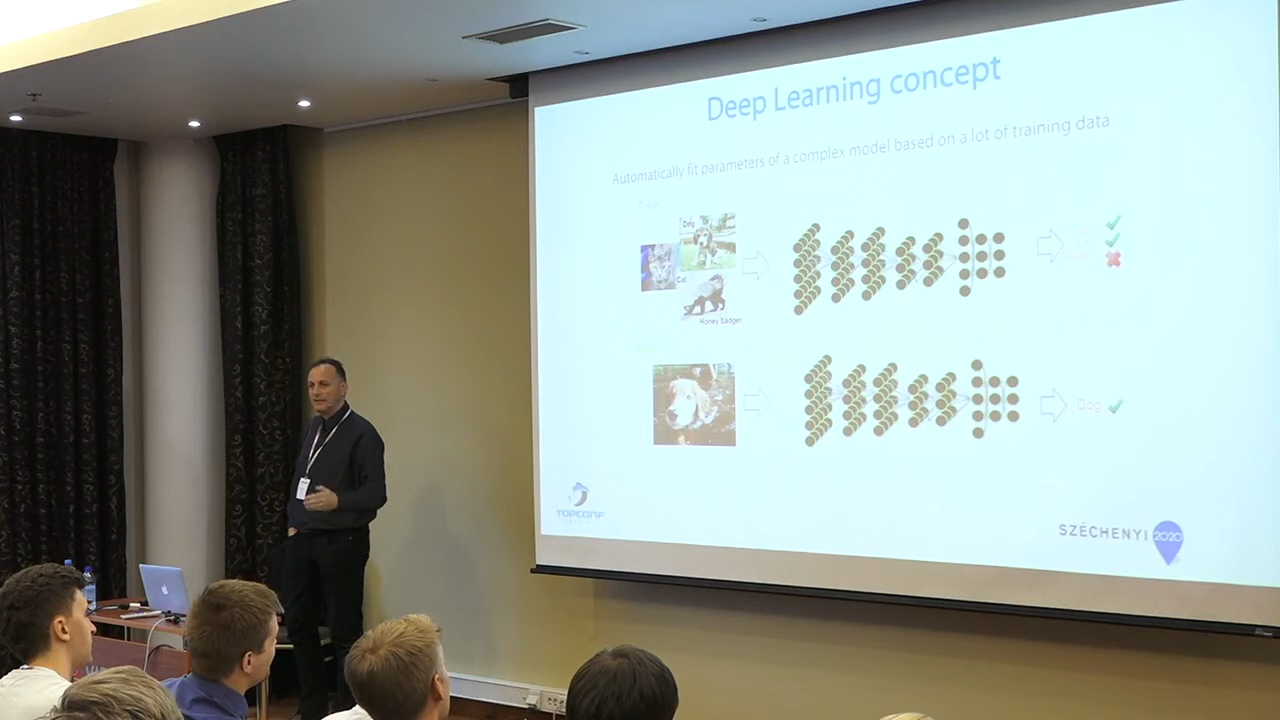 Deep Learning concept
Automatically fit parameters of a complex model based on a lot of training data
Train
Dog
Cat
Honey badger
Dog
TOPCONF
SZÉCHENYI 2020